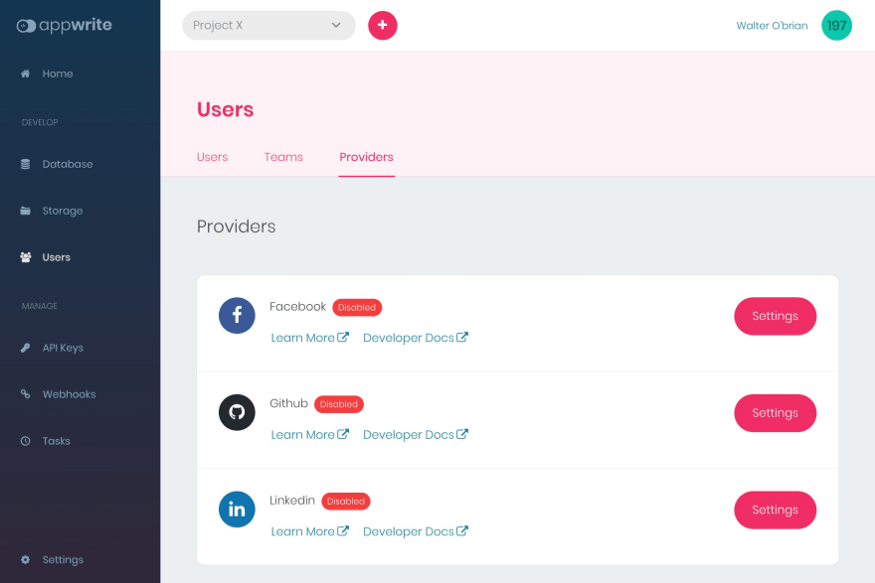 appwrite
Project X
+
Walter O'brian
197
Home
DEVELOP
Database
Storage
Users
MANAGE
API Keys
Webhooks
Tasks
Settings
Users
Users Teams Providers
Providers
Facebook Disabled
Learn More Developer Docs
Settings
Github Disabled
Learn More Developer Docs
Settings
Linkedin Disabled
Learn More Developer Docs
Settings